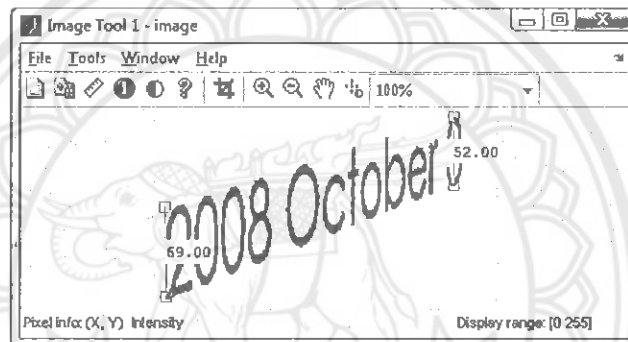 Image Tool 1 - image
File Tools Window Help
100%
52.00
2008 October
69.00
Pixel info: (X, Y) Intensity
Display range: [0 255]